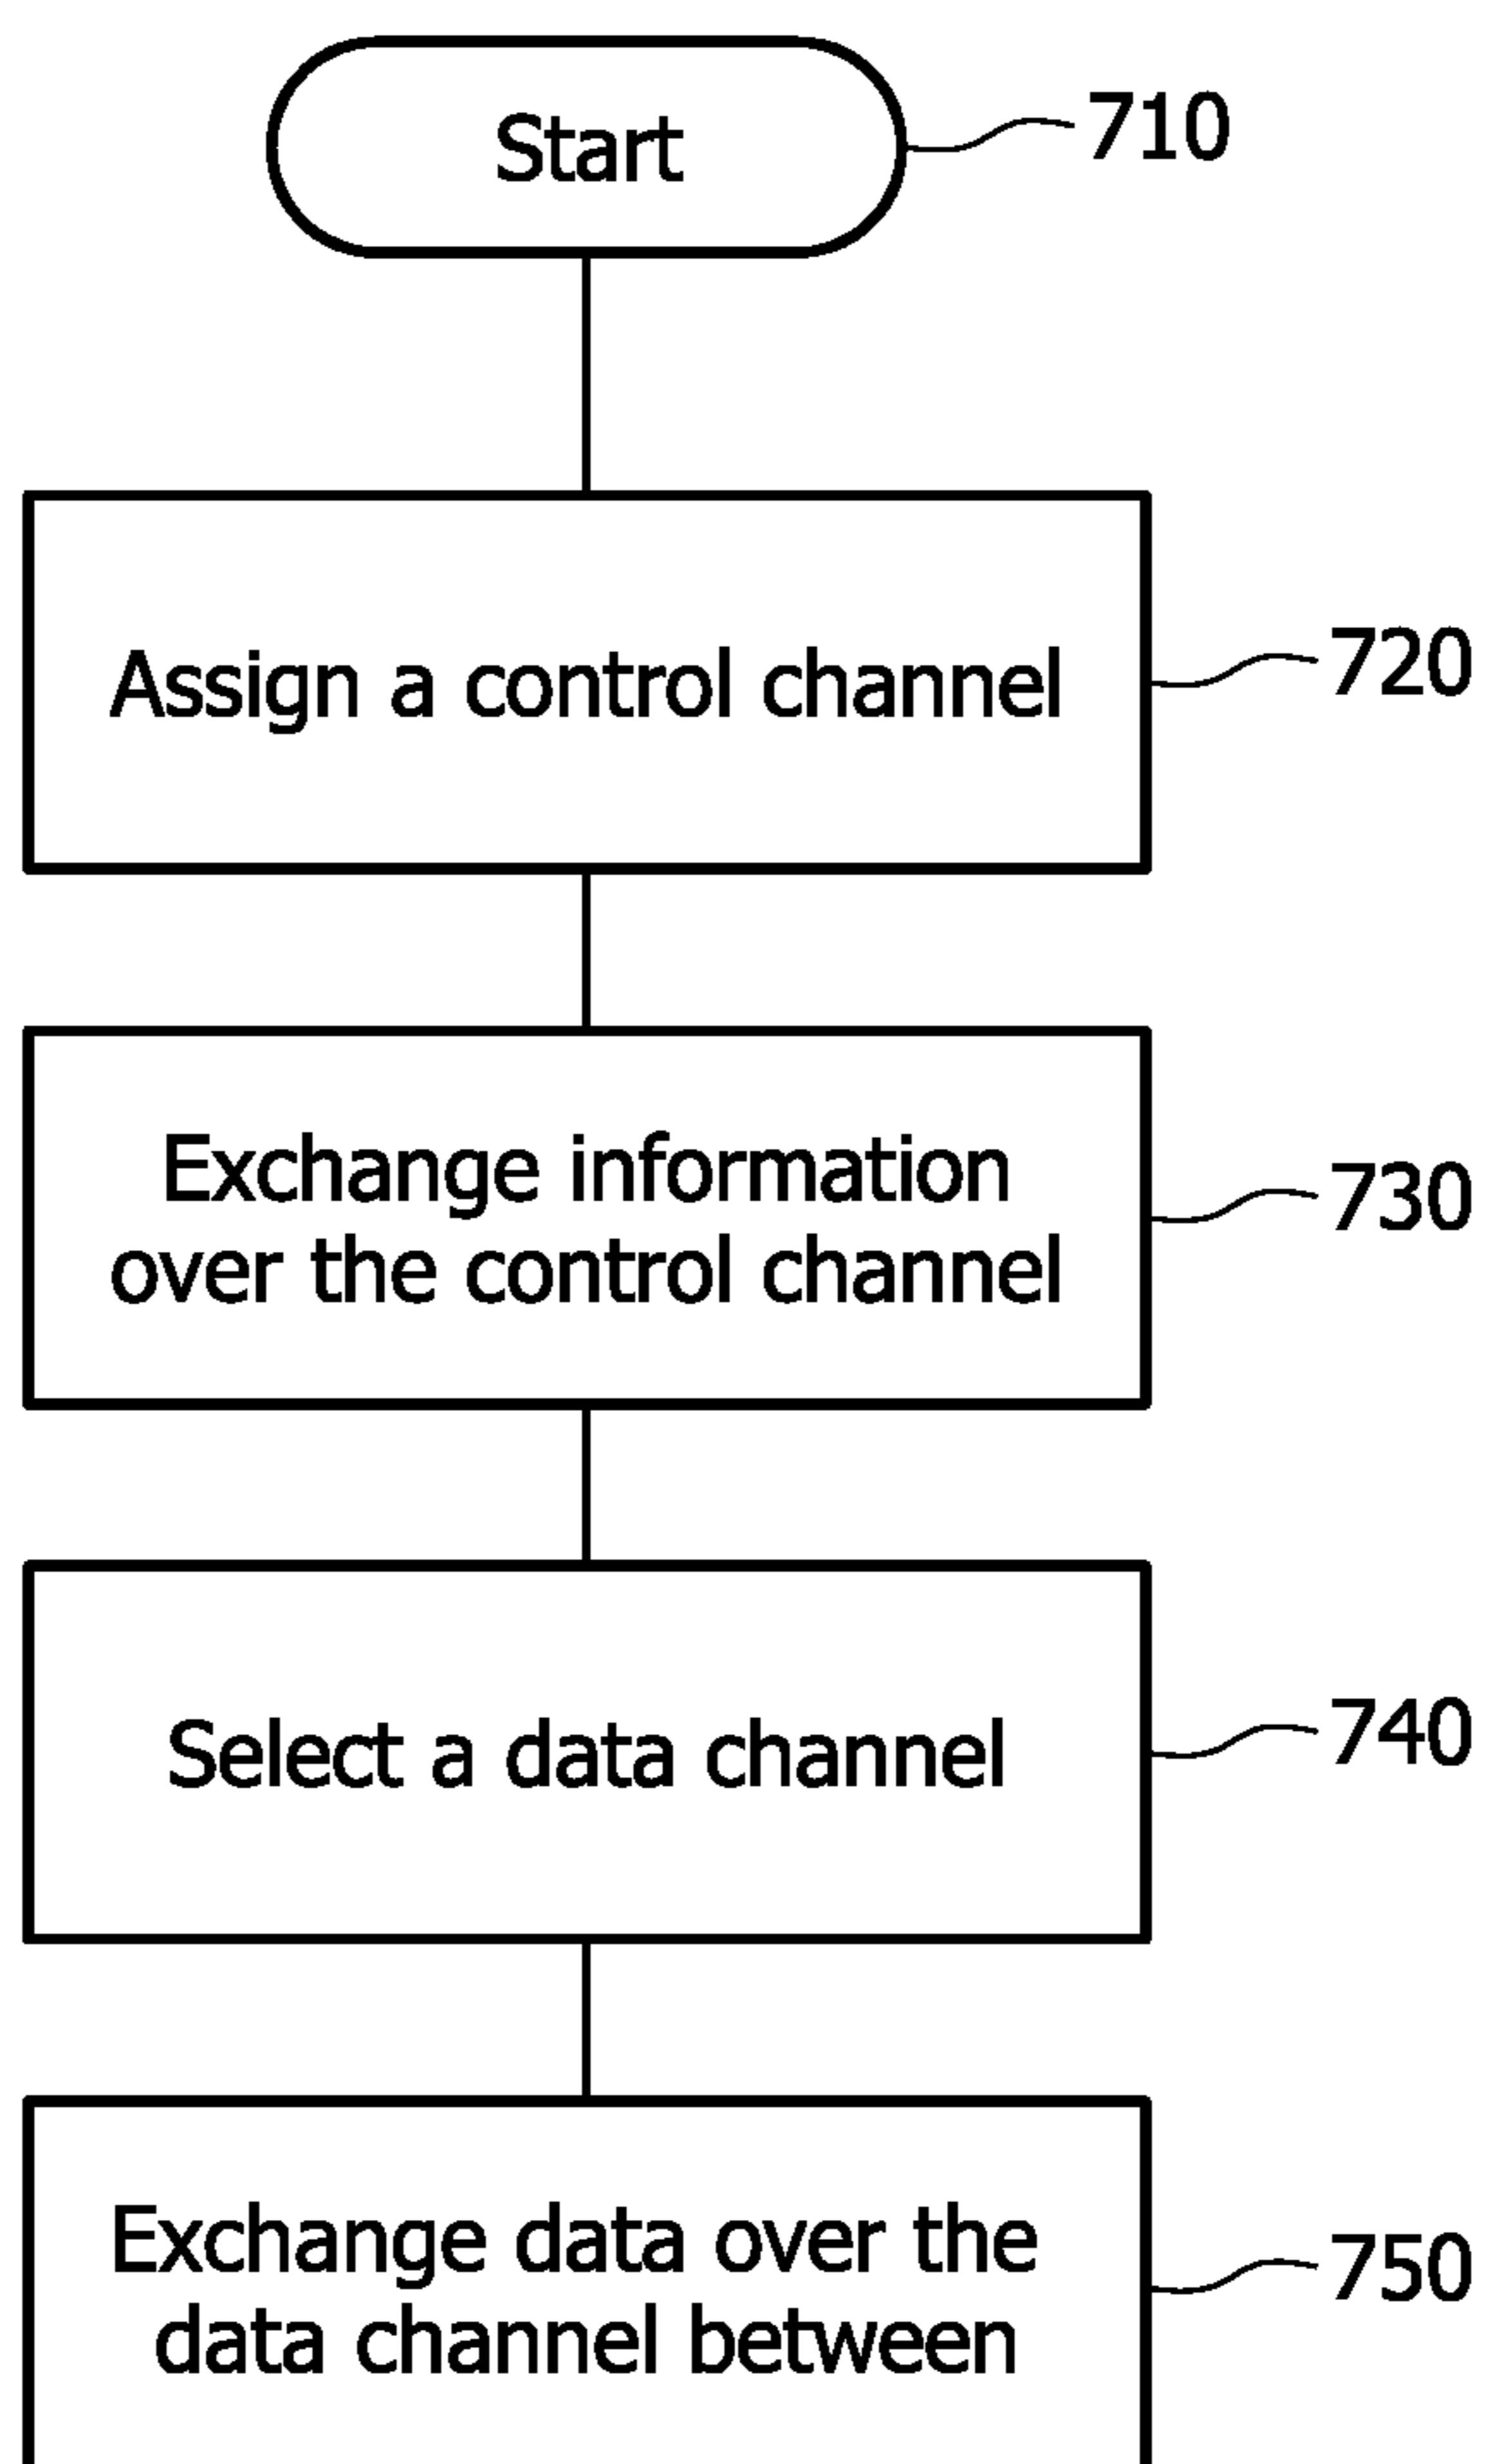 Start
710
Assign a control channel
720
Exchange information
over the control channel
730
Select a data channel
740
Exchange data over the
data channel between
750